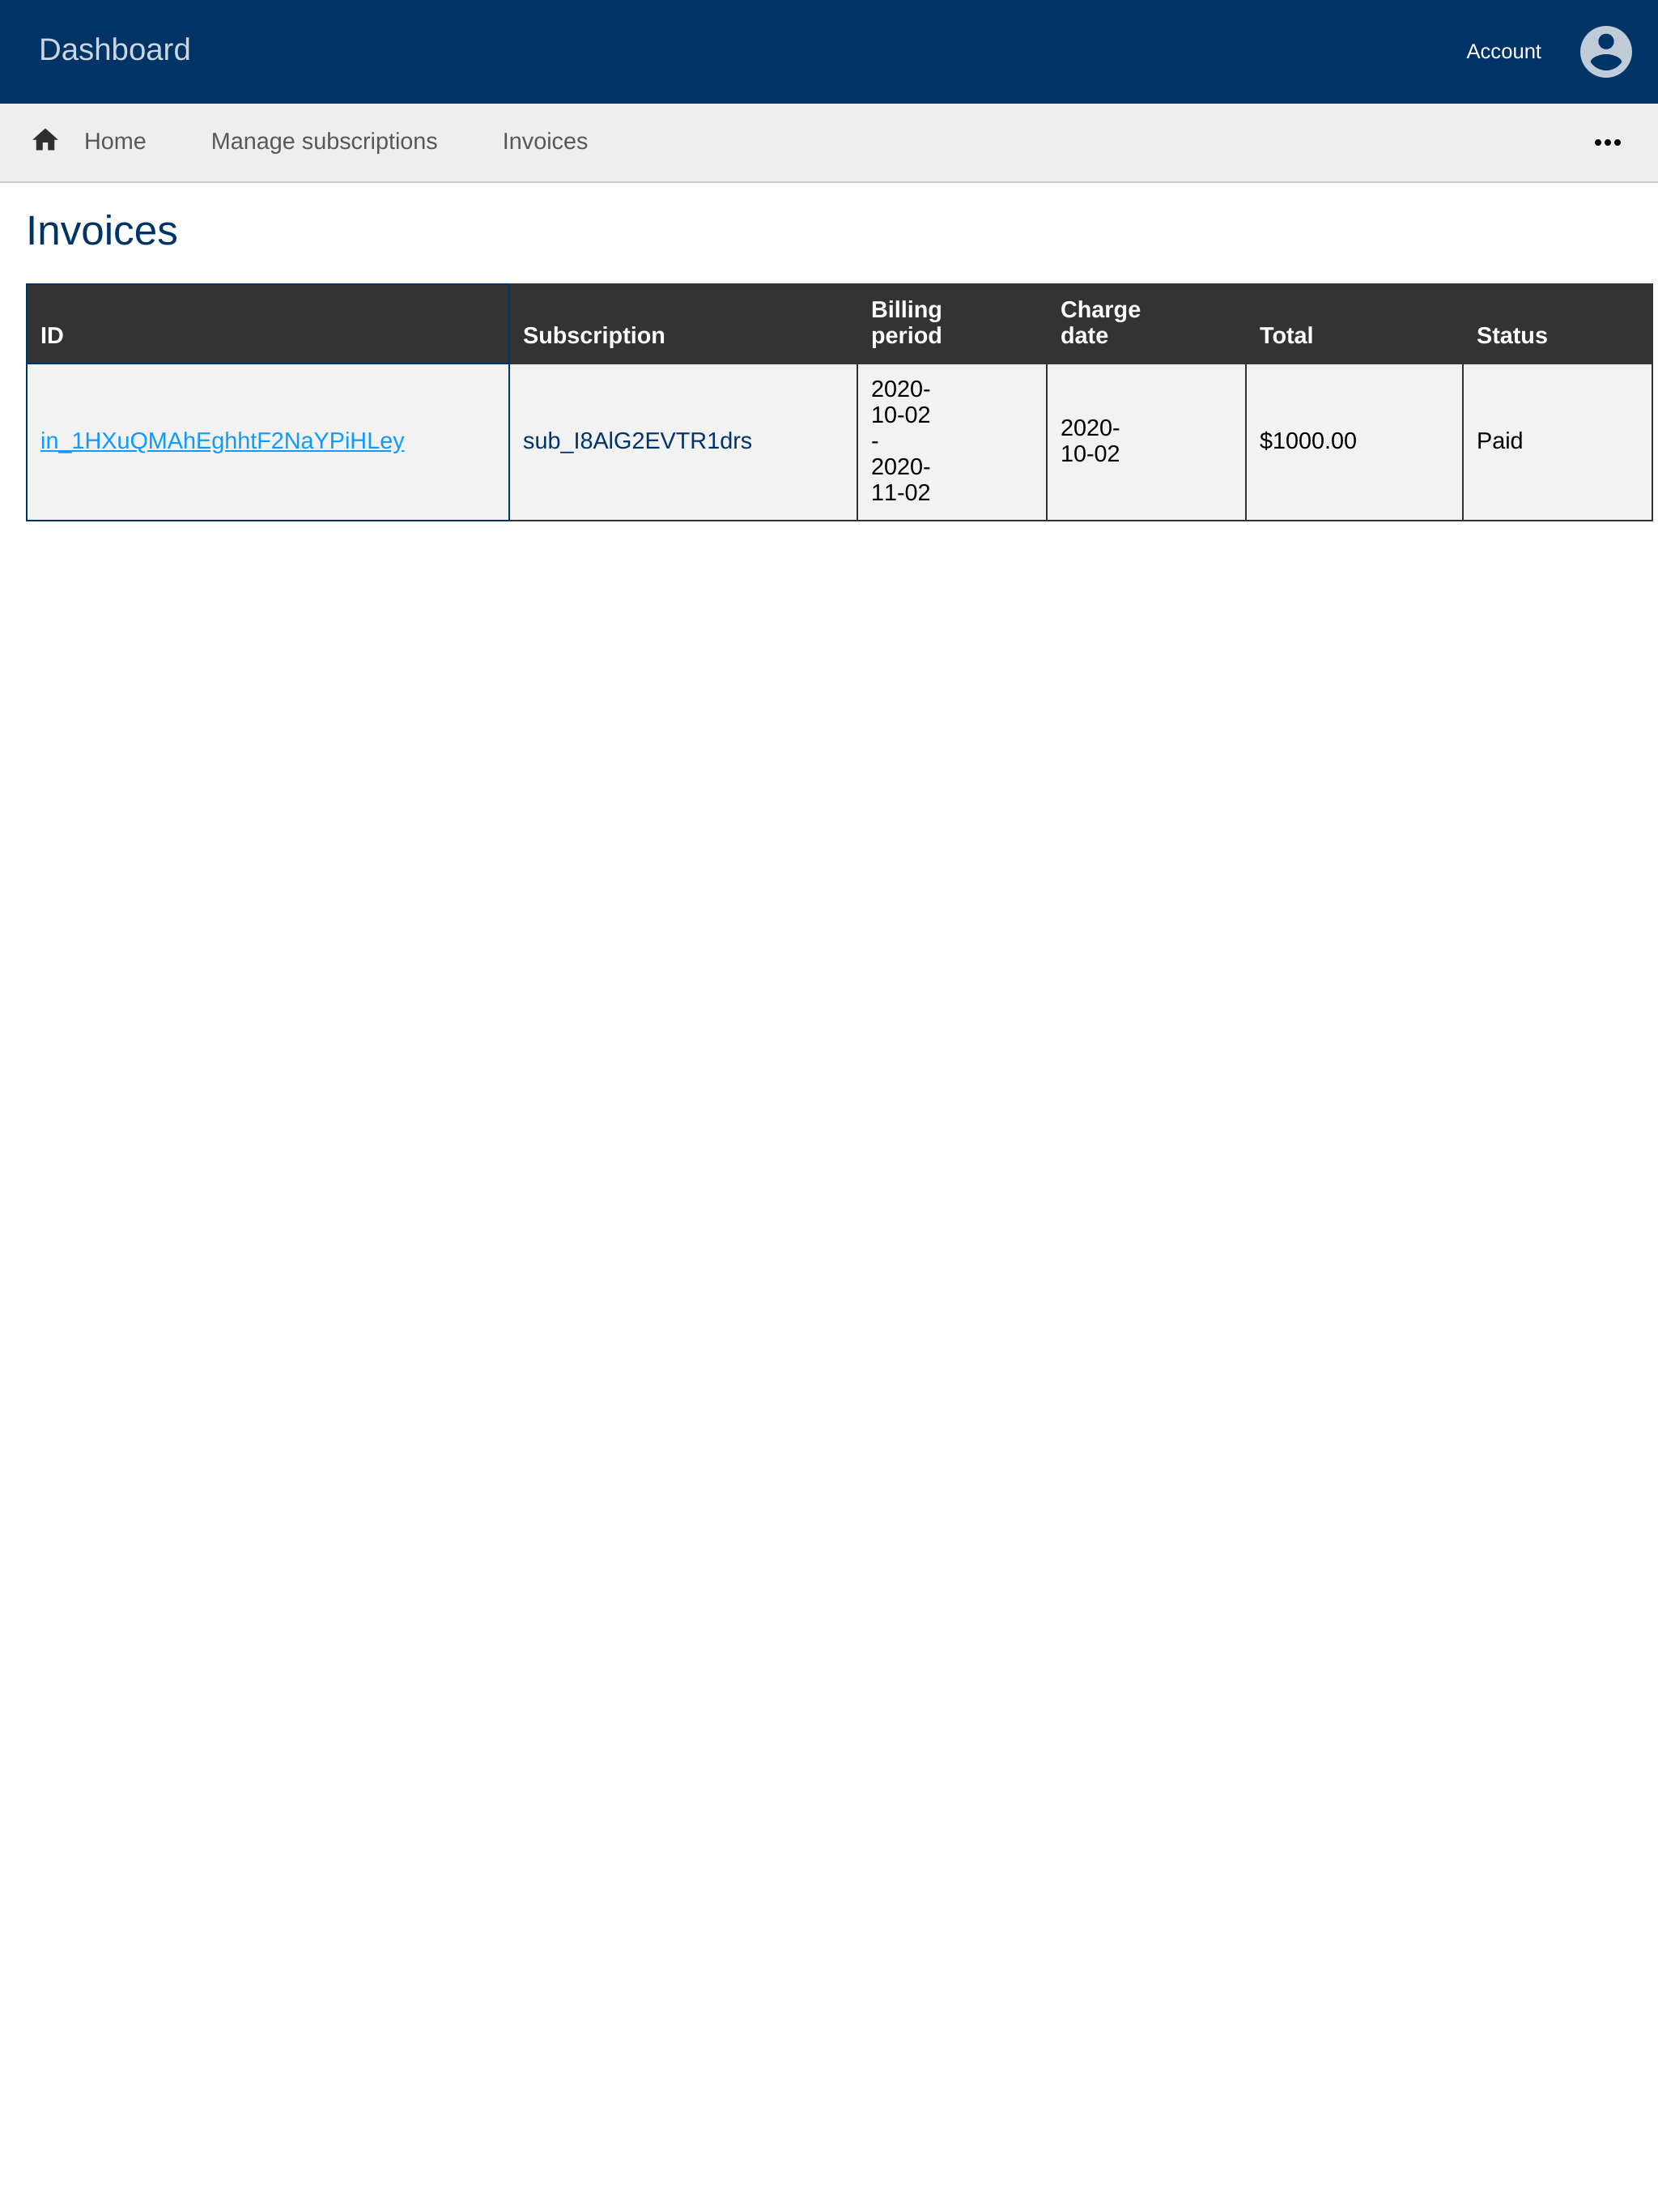 Dashboard
Account
Home Manage subscriptions Invoices
Invoices
ID Subscription Billing period Charge date Total Status
in_1HXuQMAhEghhtF2NaYPiHLey
sub_I8AlG2EVTR1drs
2020-
10-02
-
2020-
11-02
2020-
10-02
$1000.00
Paid